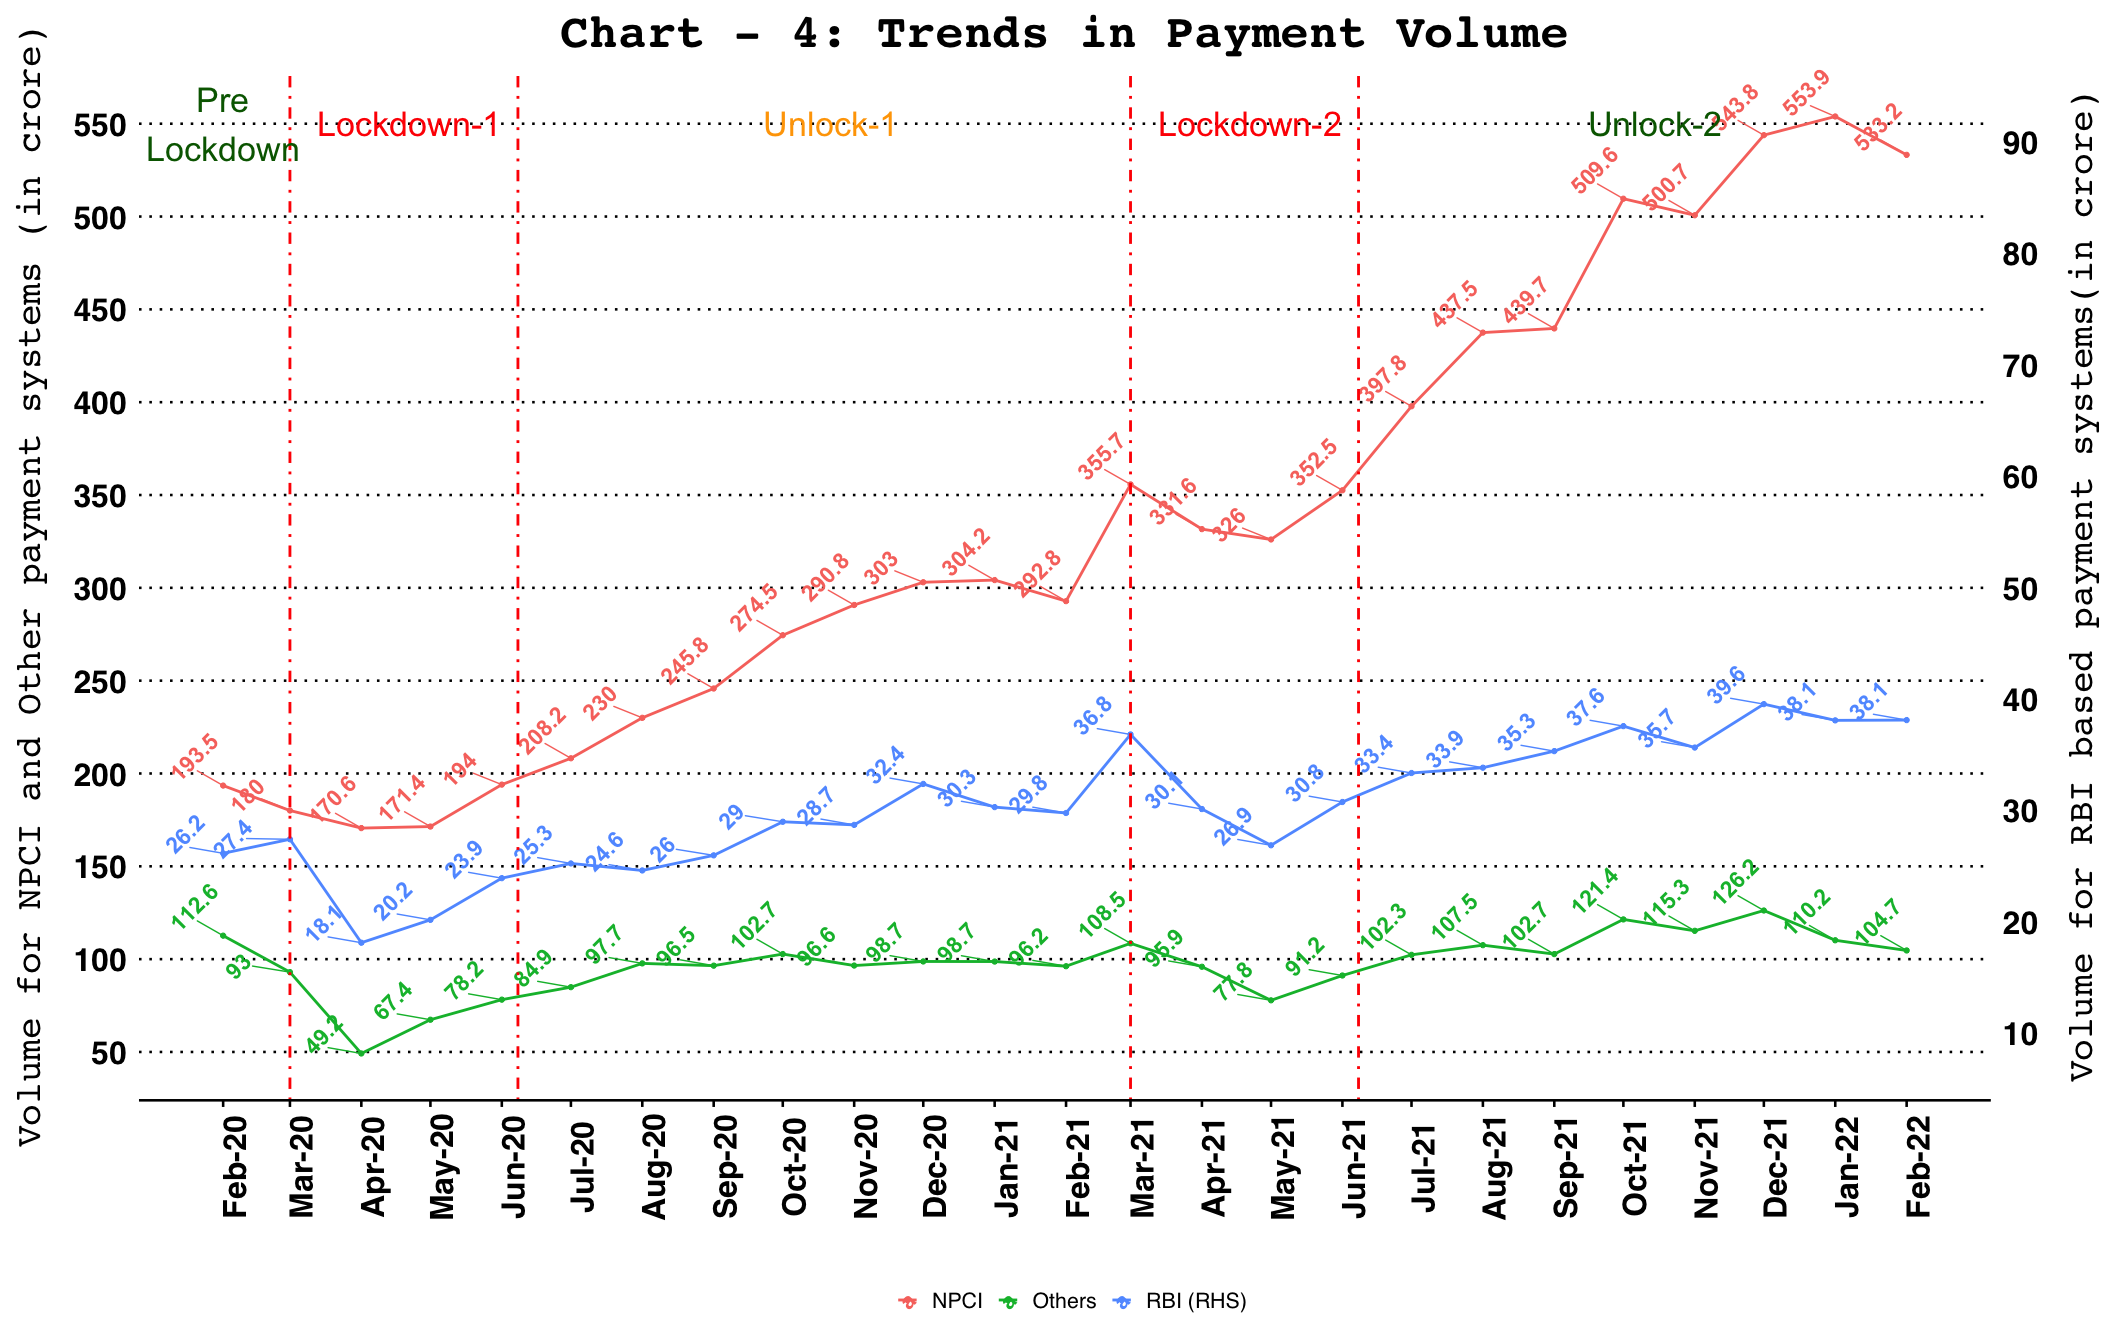 Chart - 4: Trends in Payment Volume
Volume for NPCI and Other payment systems (in crore)
Pre
Lockdown
Lockdown-1
Unlock-1
Lockdown-2
Unlock-2
550
500
450
400
350
300
250
200
150
100
50
193.5
180
170.6
171.4
194
208.2
230
245.8
274.5
290.8
303
304.2
292.8
355.7
331.6
326
352.5
397.8
437.5
439.7
509.6
500.7
543.8
553.9
533.2
26.2
27.4
18.1
20.2
23.9
25.3
24.6
26
29
28.7
32.4
30.3
29.8
36.8
30.1
26.9
30.8
33.4
33.9
35.3
37.6
35.7
39.6
38.1
38.1
112.6
93
49.2
67.4
78.2
84.9
97.7
96.5
102.7
96.6
98.7
98.7
96.2
108.5
95.9
77.8
91.2
102.3
107.5
102.7
121.4
115.3
126.2
110.2
104.7
90
80
70
60
50
40
30
20
10
Volume for RBI based payment systems(in crore)
Feb-20
Mar-20
Apr-20
May-20
Jun-20
Jul-20
Aug-20
Sep-20
Oct-20
Nov-20
Dec-20
Jan-21
Feb-21
Mar-21
Apr-21
May-21
Jun-21
Jul-21
Aug-21
Sep-21
Oct-21
Nov-21
Dec-21
Jan-22
Feb-22
NPCI Others RBI (RHS)